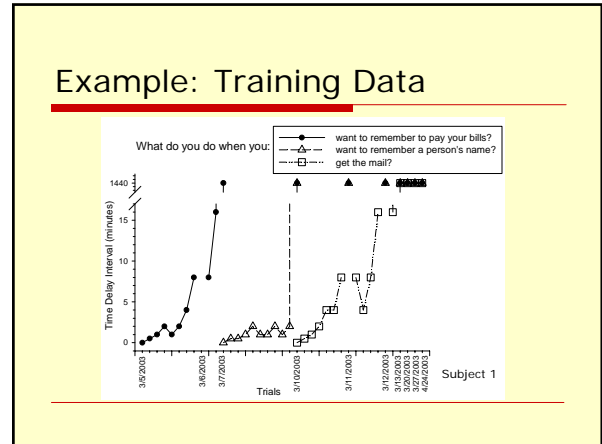 Example: Training Data
What do you do when you:
want to remember to pay your bills?
want to remember a person's name?
get the mail?
Time Delay Interval (minutes)
1440
15
10
5
0
3/5/2003
3/6/2003
3/7/2003
3/10/2003
3/11/2003
3/12/2003
3/13/2003
3/20/2003
3/27/2003
4/24/2003
Trials
Subject 1